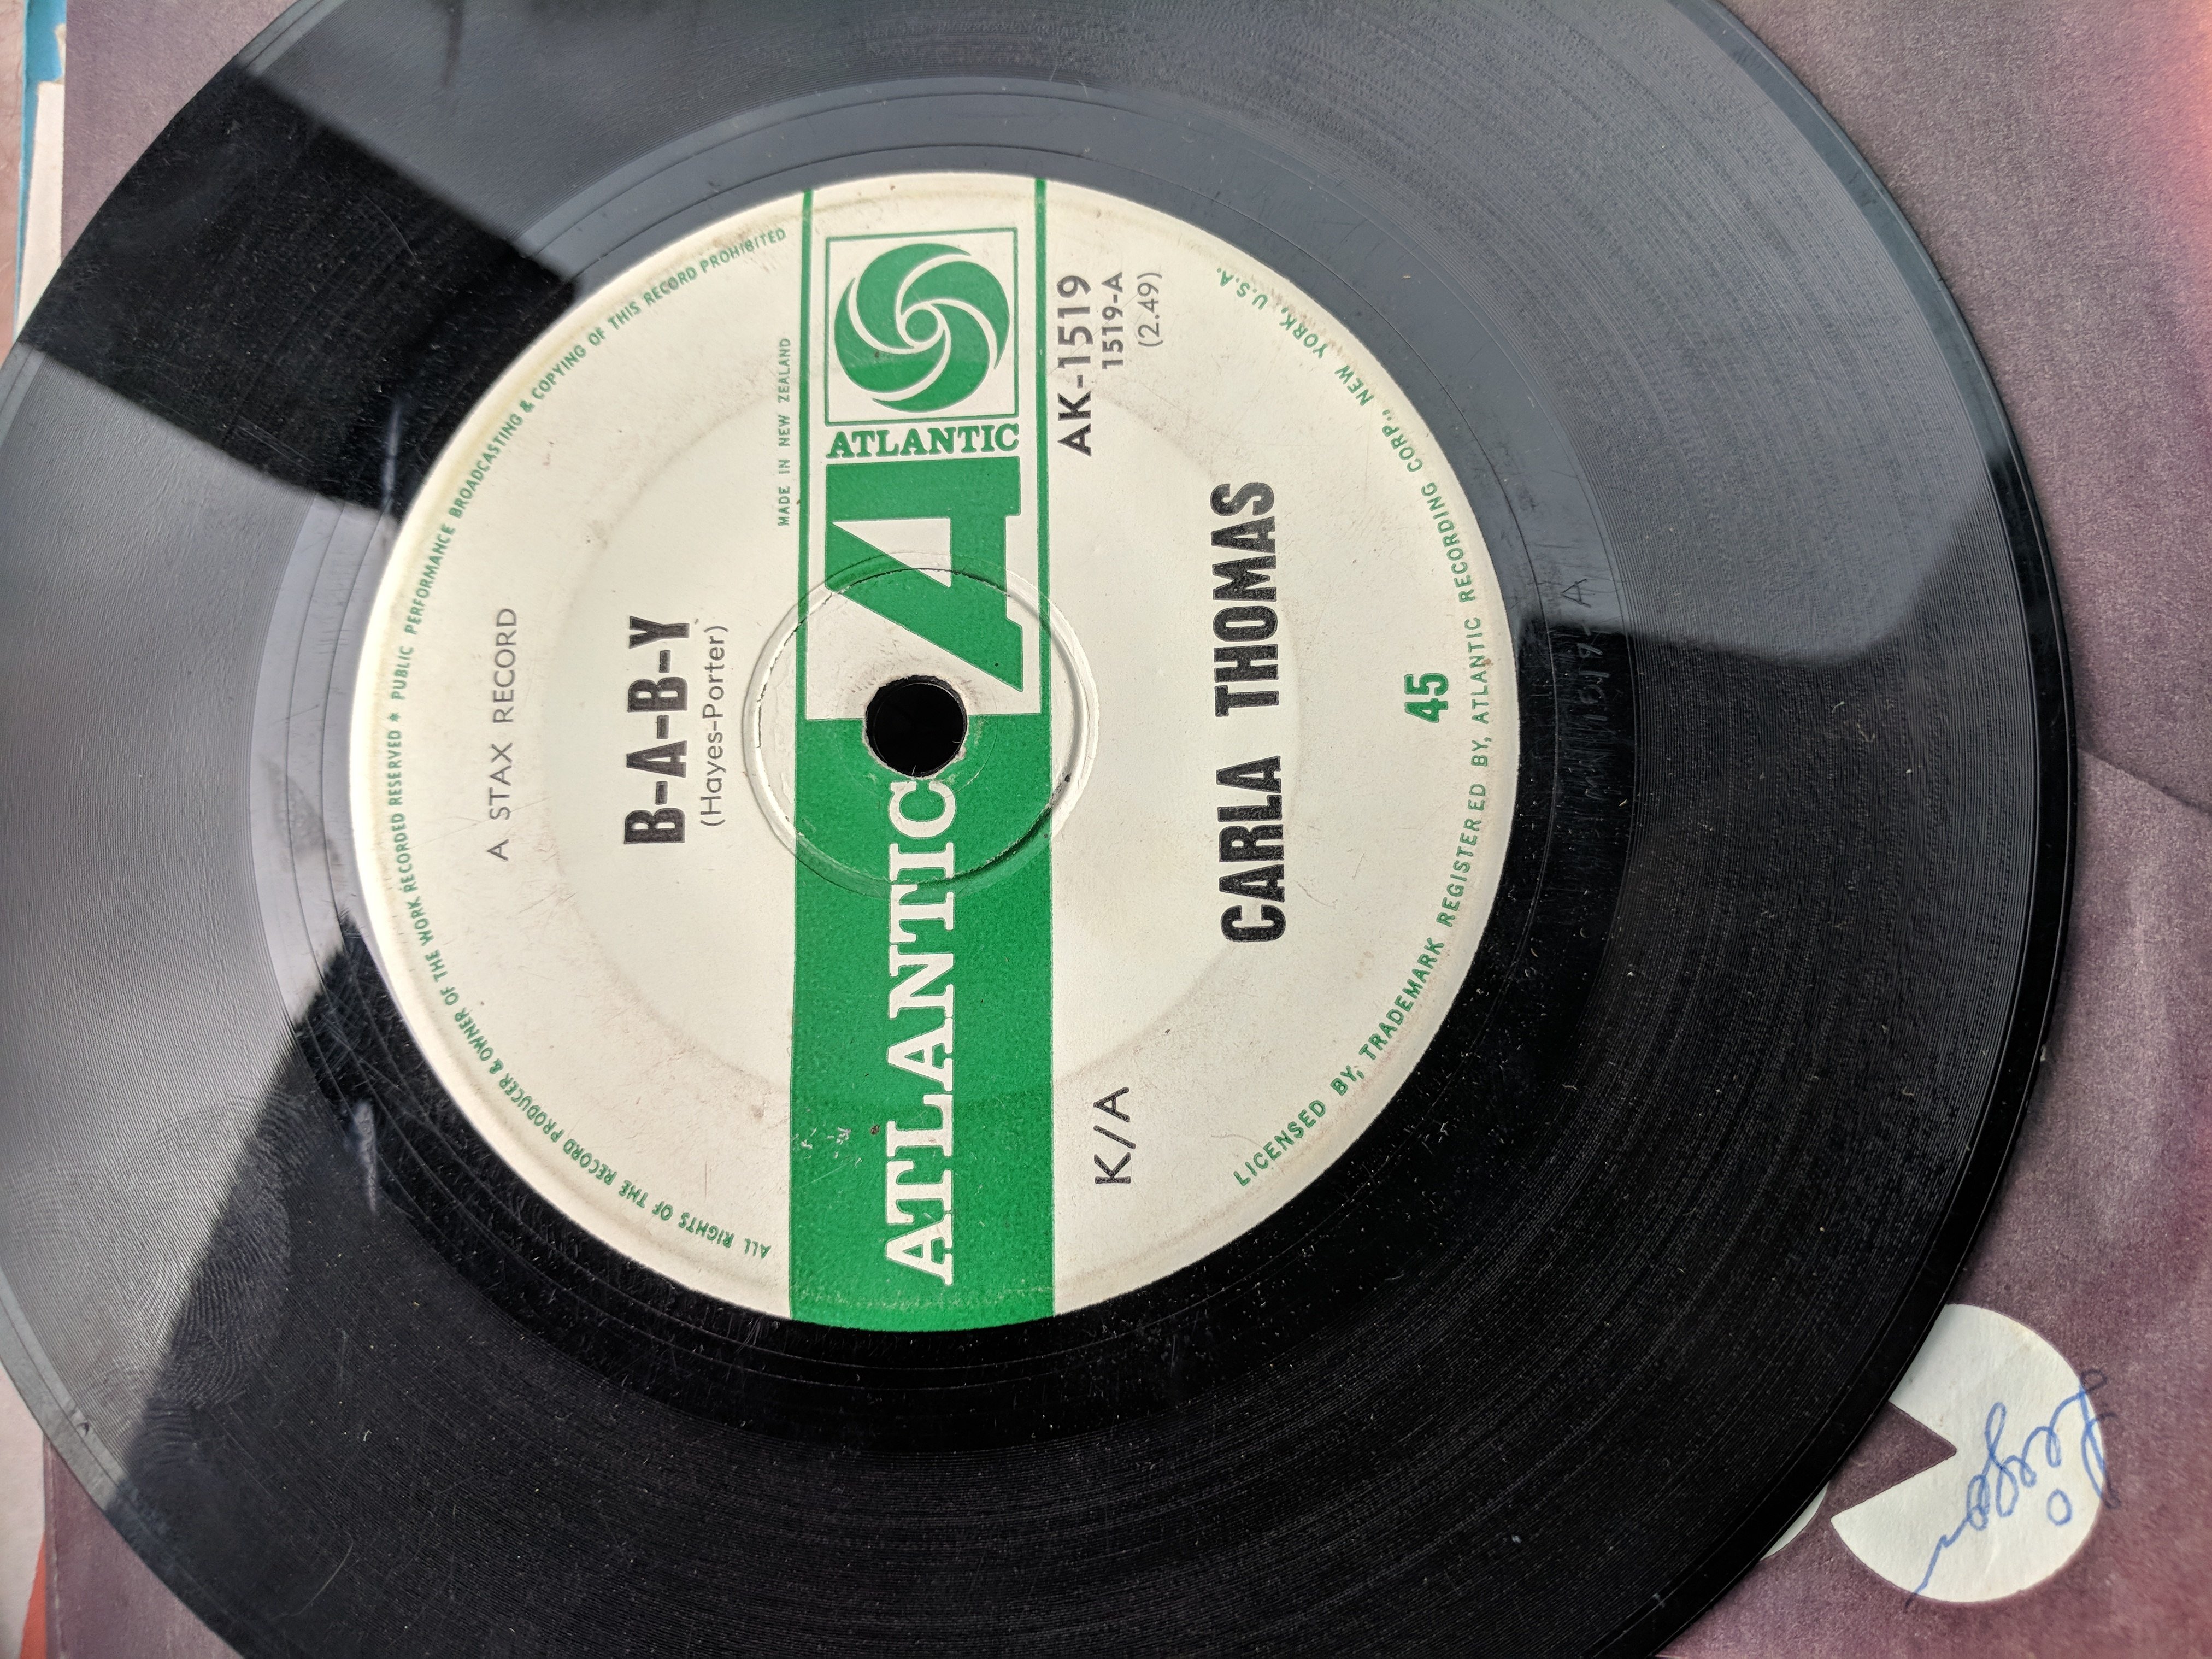 ALL RIGHTS OF THE RECORD PRODUCER & OWNER OF THE WORK RECORDED RESERVED * PUBLIC PERFORMANCE BROADCASTING & COPYING OF THIS RECORD PROHIBITED
A STAX RECORD
B-A-B-Y
(Hayes-Porter)
MADE IN NEW ZEALAND
ATLANTIC
ATLANTIC
K/A
AK-1519
1519-A
(2.49)
CARLA THOMAS
45
LICENSED BY, TRADEMARK REGISTERED BY, ATLANTIC RECORDING CORP., NEW YORK, U.S.A.